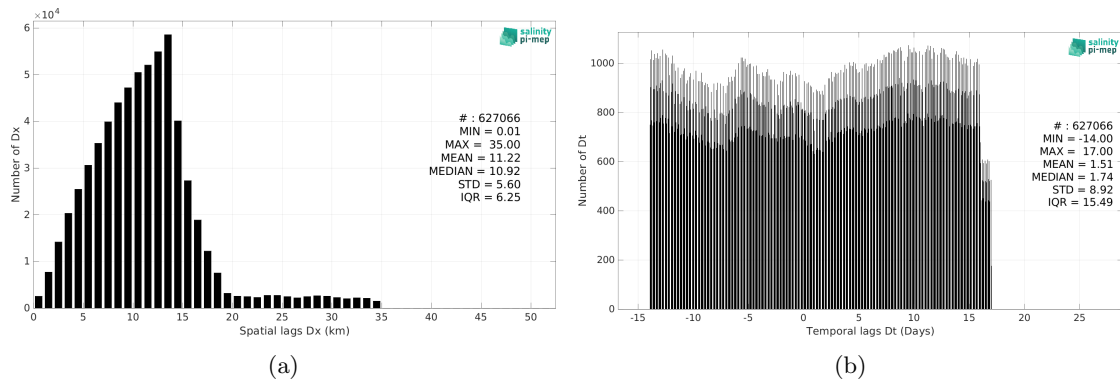 ×10⁴
6
5
4
3
2
1
0
Number of Dx
0 5 10 15 20 25 30 35 40 45 50
Spatial lags Dx (km)
salinity
pi-mep
# : 627066
MIN = 0.01
MAX = 35.00
MEAN = 11.22
MEDIAN = 10.92
STD = 5.60
IQR = 6.25
(a)
1000
800
600
400
200
0
Number of Dt
-15 -10 -5 0 5 10 15 20 25
Temporal lags Dt (Days)
salinity
pi-mep
# : 627066
MIN = -14.00
MAX = 17.00
MEAN = 1.51
MEDIAN = 1.74
STD = 8.92
IQR = 15.49
(b)